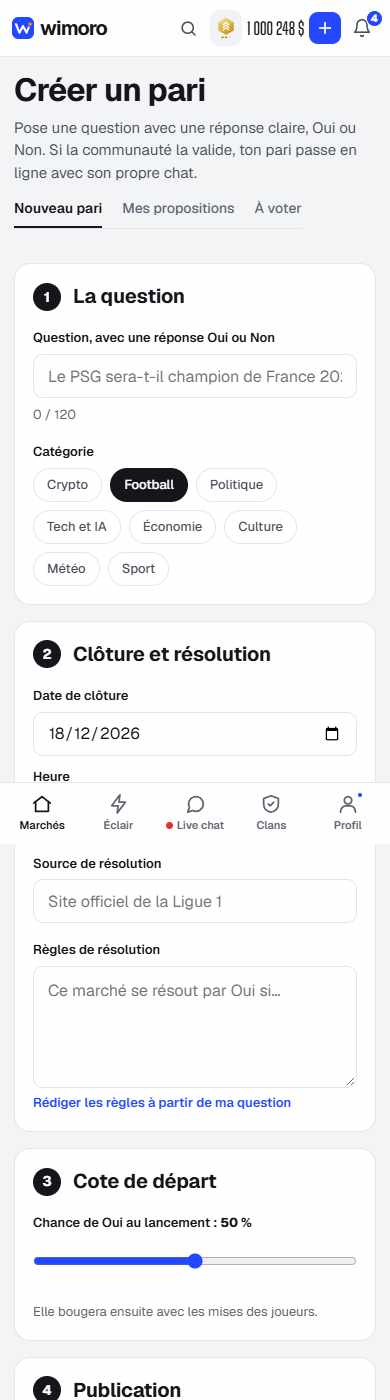 wimoro
1 000 248 $
4
Créer un pari
Pose une question avec une réponse claire, Oui ou
Non. Si la communauté la valide, ton pari passe en
ligne avec son propre chat.
Nouveau pari
Mes propositions
À voter
1
La question
Question, avec une réponse Oui ou Non
Le PSG sera-t-il champion de France 20
0 / 120
Catégorie
Crypto
Football
Politique
Tech et IA
Économie
Culture
Météo
Sport
2
Clôture et résolution
Date de clôture
18/12/2026
Heure
Marchés
Éclair
Live chat
Clans
Profil
Source de résolution
Site officiel de la Ligue 1
Règles de résolution
Ce marché se résout par Oui si...
Rédiger les règles à partir de ma question
3
Cote de départ
Chance de Oui au lancement : 50 %
Elle bougera ensuite avec les mises des joueurs.
4
Publication